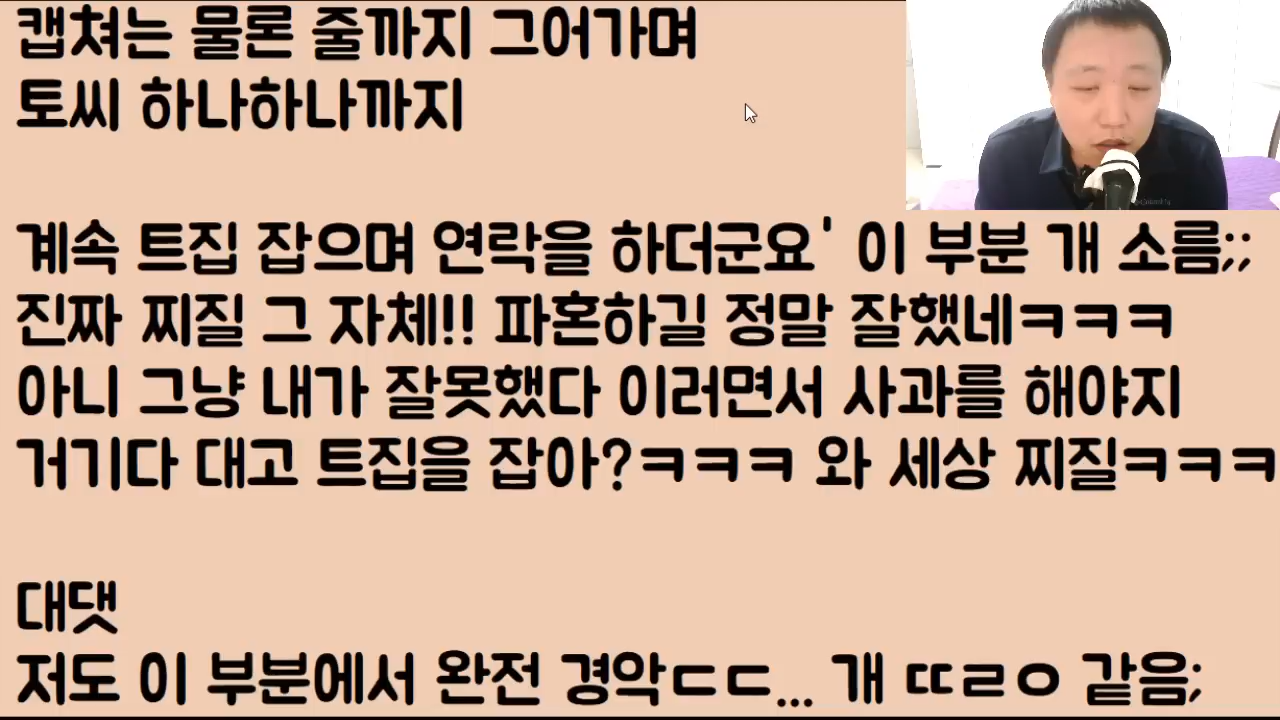 캡쳐는 물론 줄까지 그어가며
토씨 하나하나까지
계속 트집 잡으며 연락을 하더군요' 이 부분 개 소름;;
진짜 찌질 그 자체!! 파혼하길 정말 잘했네ㅋㅋㅋ
아니 그냥 내가 잘못했다 이러면서 사과를 해야지
거기다 대고 트집을 잡아?ㅋㅋㅋ 와 세상 찌질ㅋㅋㅋ
대댓
저도 이 부분에서 완전 경악ㄷㄷ... 개 ㄸㄹㅇ 같음;